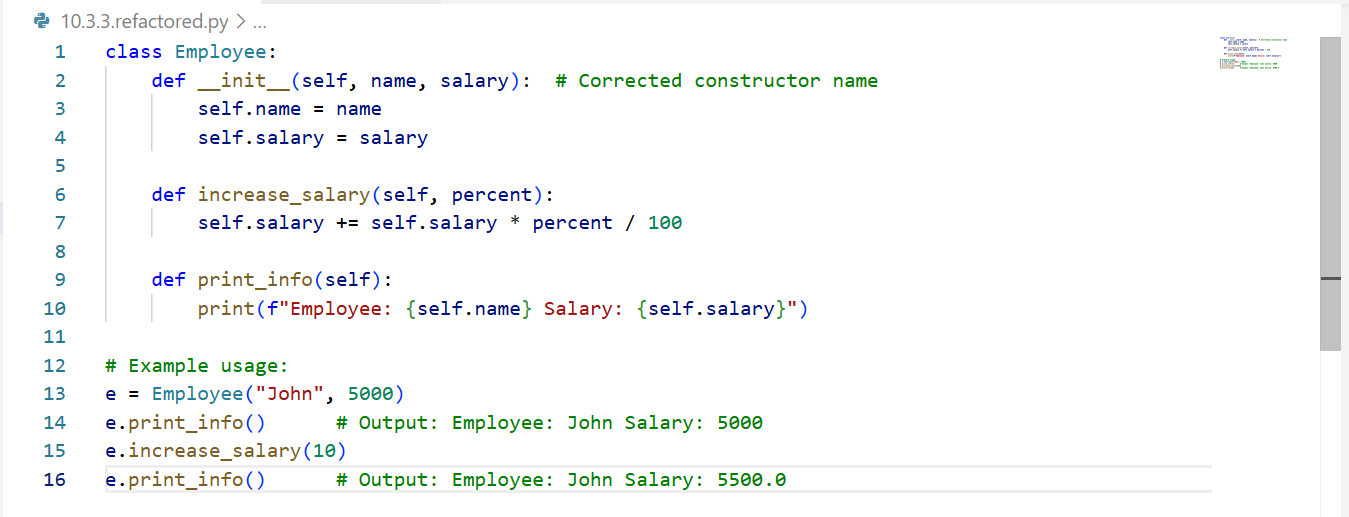 10.3.3.refactored.py > ...
1 class Employee:
2     def __init__(self, name, salary):  # Corrected constructor name
3         self.name = name
4         self.salary = salary
5
6     def increase_salary(self, percent):
7         self.salary += self.salary * percent / 100
8
9     def print_info(self):
10         print(f"Employee: {self.name} Salary: {self.salary}")
11
12 # Example usage:
13 e = Employee("John", 5000)
14 e.print_info()      # Output: Employee: John Salary: 5000
15 e.increase_salary(10)
16 e.print_info()      # Output: Employee: John Salary: 5500.0